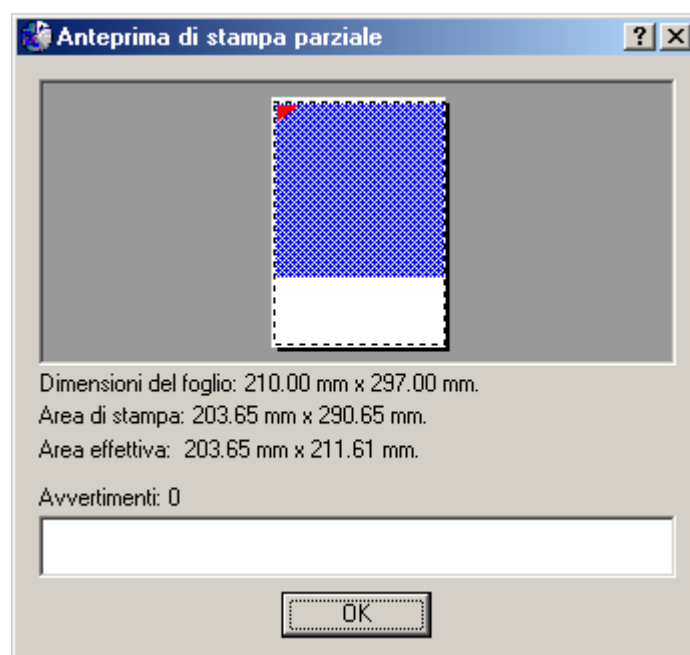 Anteprima di stampa parziale
Dimensioni del foglio: 210.00 mm x 297.00 mm.
Area di stampa: 203.65 mm x 290.65 mm.
Area effettiva: 203.65 mm x 211.61 mm.
Avvertimenti: 0
OK